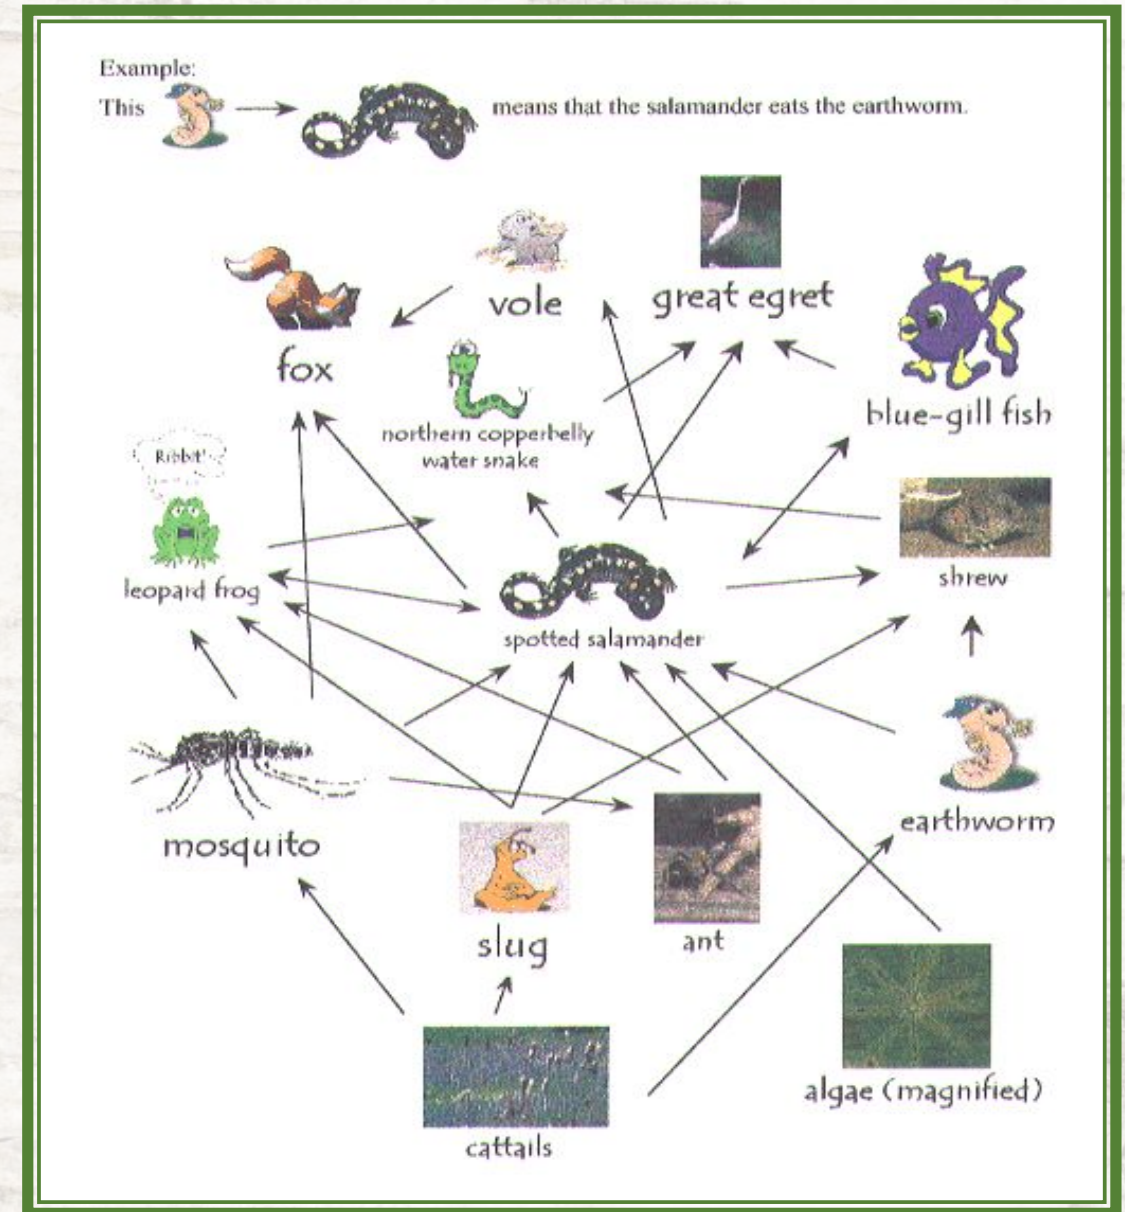 Example:
This means that the salamander eats the earthworm.
vole
great egret
fox
blue-gill fish
northern copperbelly
water snake
Ribbit!
leopard frog
shrew
spotted salamander
earthworm
mosquito
slug
ant
algae (magnified)
cattails